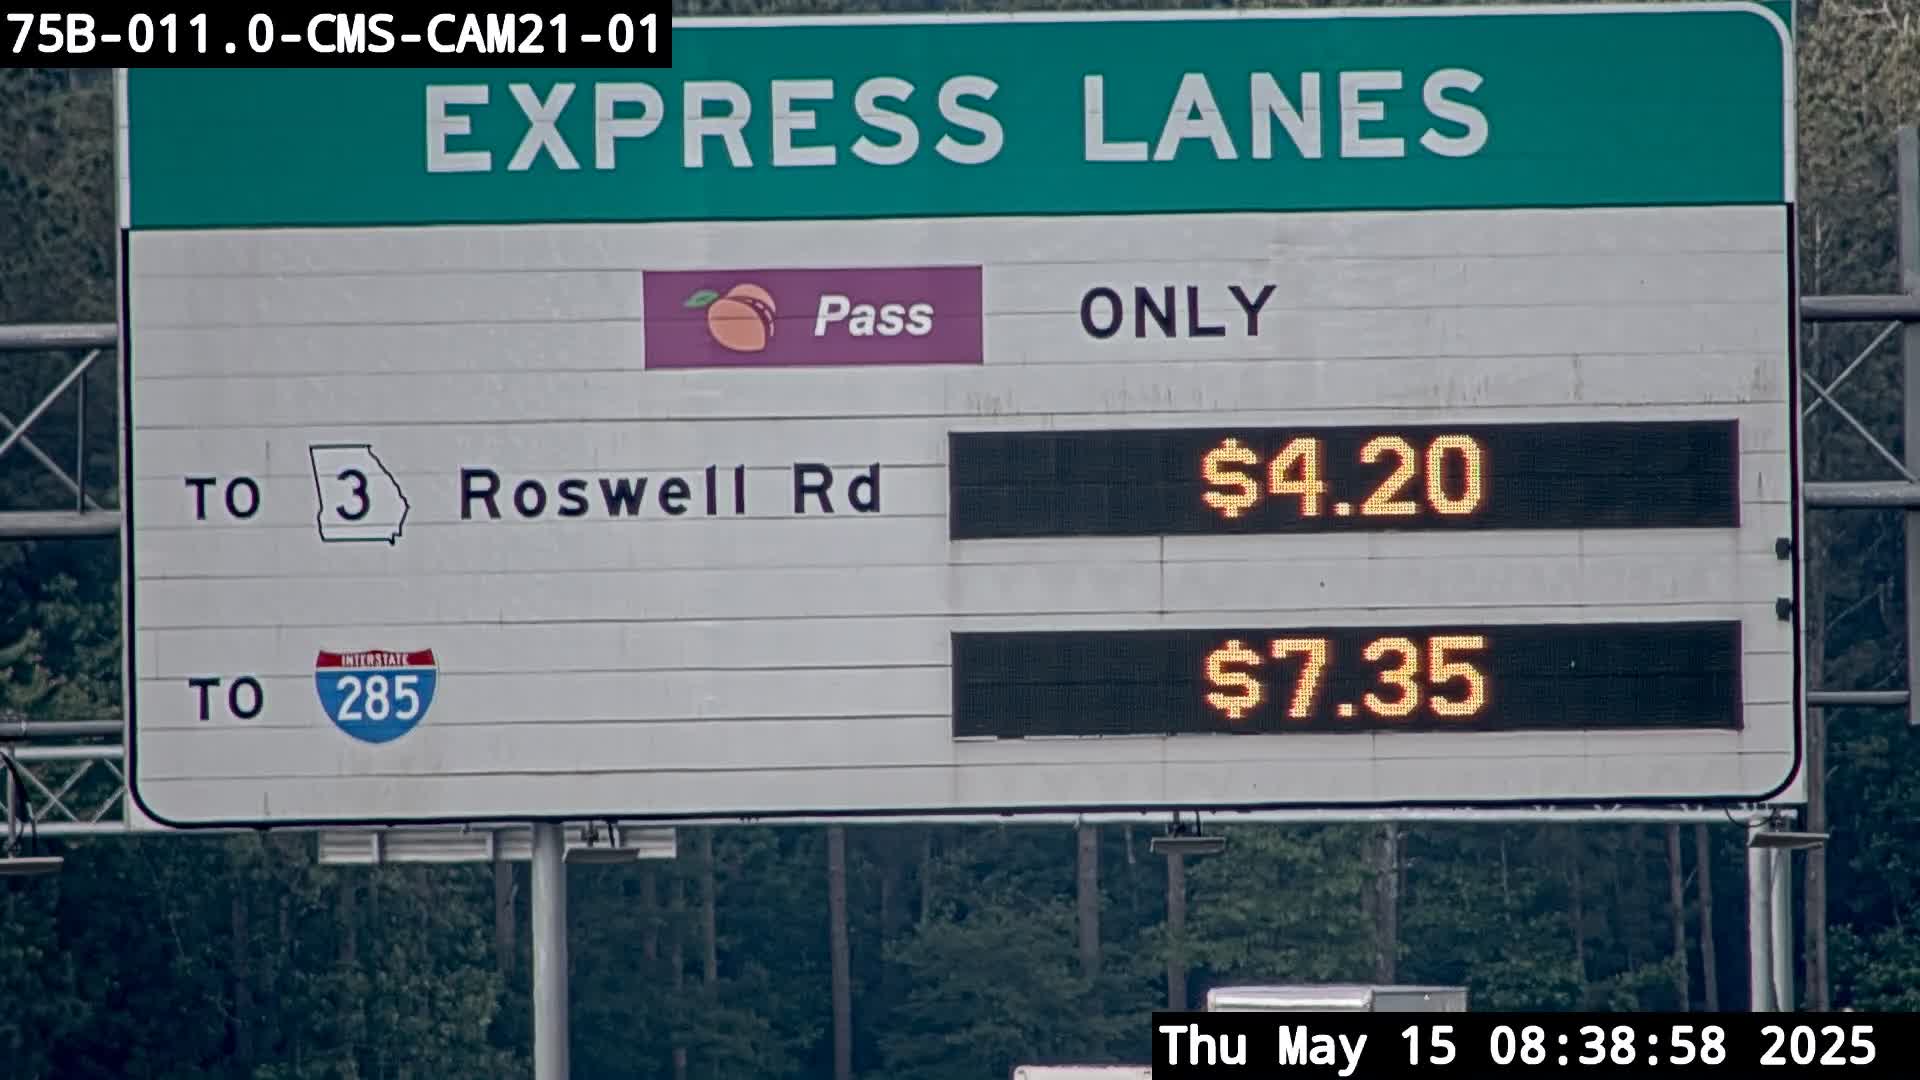 75B-011.0-CMS-CAM21-01
EXPRESS LANES
Pass ONLY
TO 3 Roswell Rd $4.20
TO INTERSTATE 285 $7.35
Thu May 15 08:38:58 2025